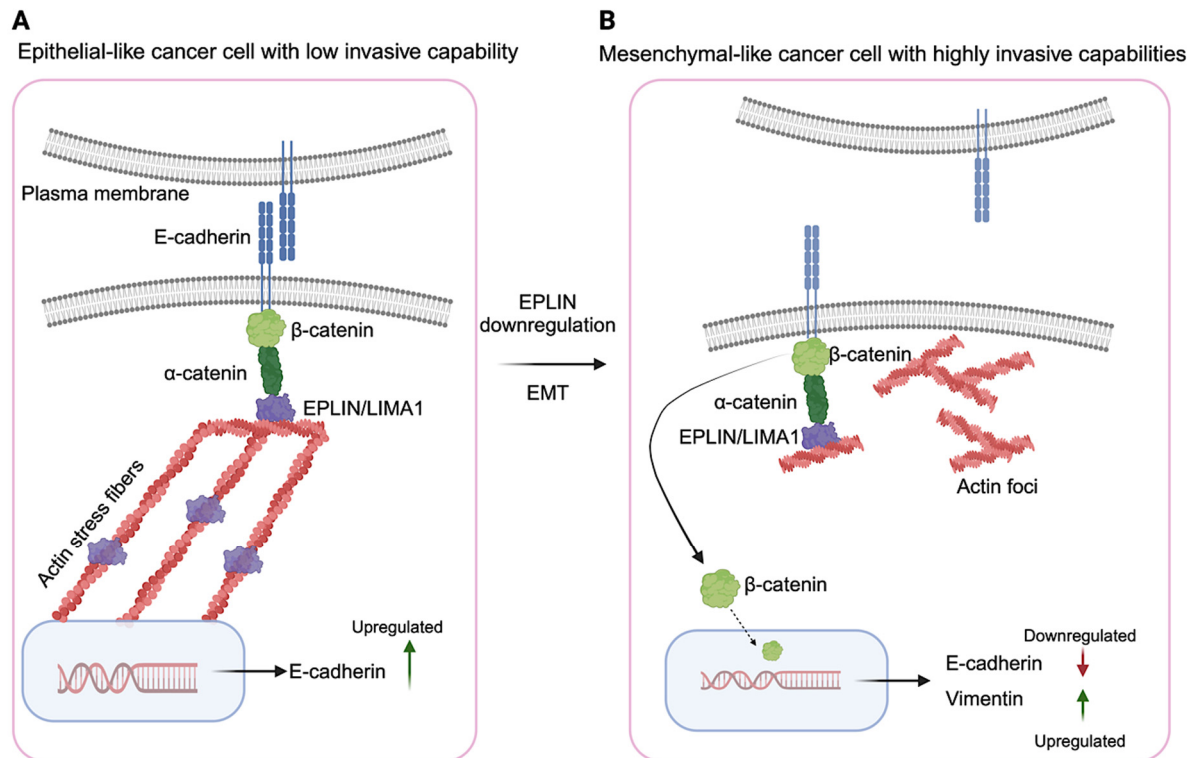 A
Epithelial-like cancer cell with low invasive capability
Plasma membrane
E-cadherin
β-catenin
α-catenin
EPLIN/LIMA1
Actin stress fibers
Upregulated
E-cadherin
EPLIN
downregulation
EMT
B
Mesenchymal-like cancer cell with highly invasive capabilities
β-catenin
α-catenin
EPLIN/LIMA1
Actin foci
β-catenin
Downregulated
E-cadherin
Vimentin
Upregulated